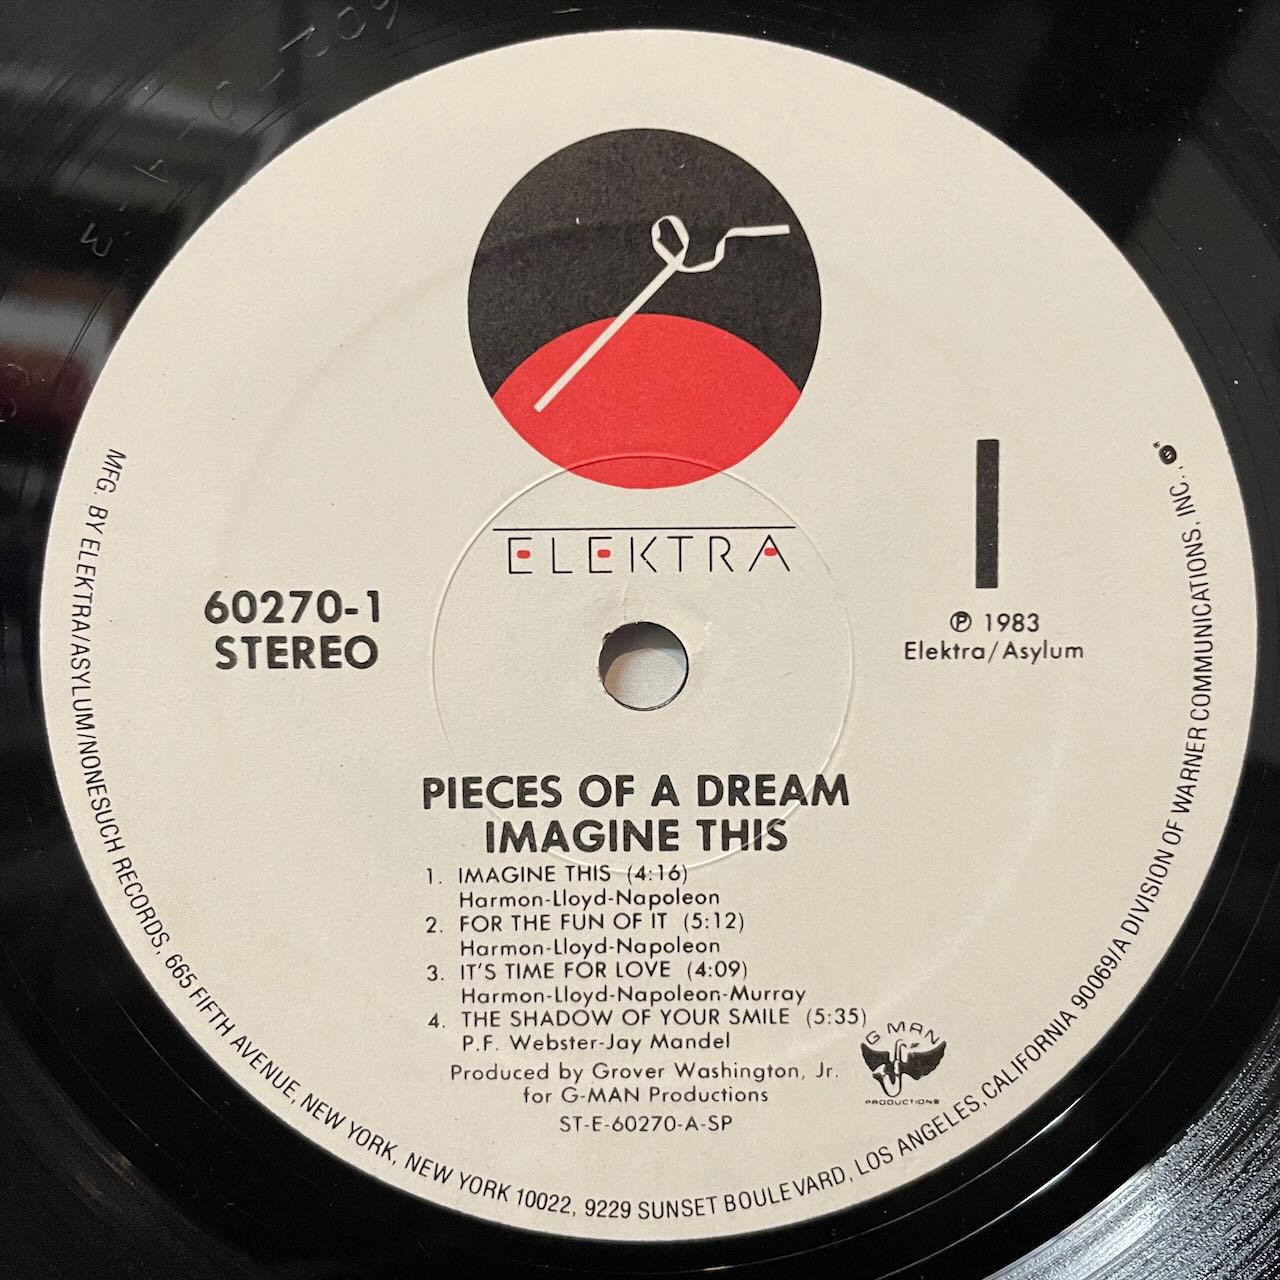 ELEKTRA
I
60270-1
STEREO
℗ 1983
Elektra/Asylum
PIECES OF A DREAM
IMAGINE THIS
1. IMAGINE THIS (4:16)
Harmon-Lloyd-Napoleon
2. FOR THE FUN OF IT (5:12)
Harmon-Lloyd-Napoleon
3. IT'S TIME FOR LOVE (4:09)
Harmon-Lloyd-Napoleon-Murray
4. THE SHADOW OF YOUR SMILE (5:35)
P.F. Webster-Jay Mandel
Produced by Grover Washington, Jr.
for G-MAN Productions
ST-E-60270-A-SP
G MAN
PRODUCTIONS
MFG. BY ELEKTRA/ASYLUM/NONESUCH RECORDS, 665 FIFTH AVENUE, NEW YORK, NEW YORK 10022, 9229 SUNSET BOULEVARD, LOS ANGELES, CALIFORNIA 90069/A DIVISION OF WARNER COMMUNICATIONS, INC.,